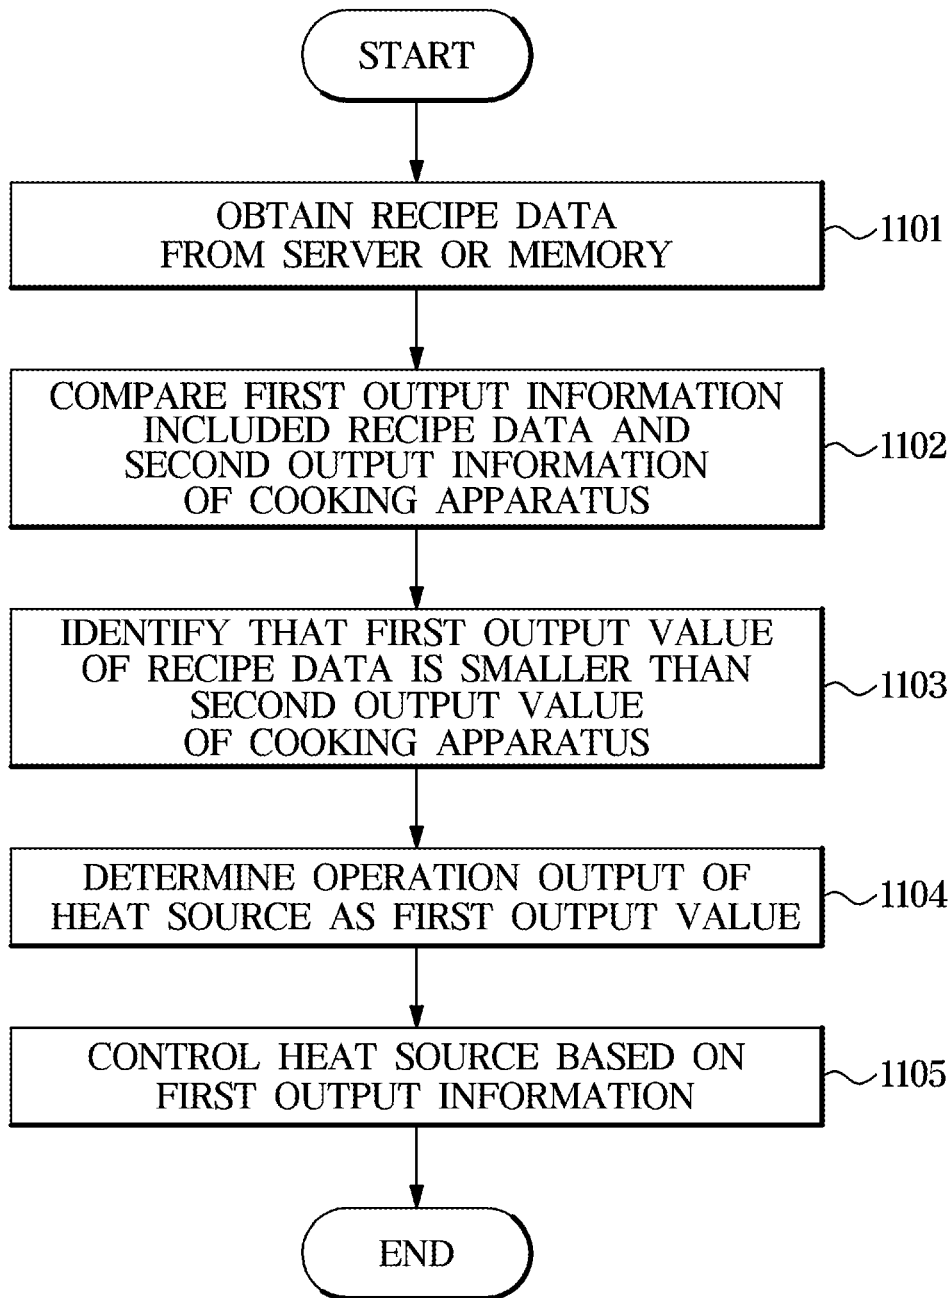 START
OBTAIN RECIPE DATA
FROM SERVER OR MEMORY
1101
COMPARE FIRST OUTPUT INFORMATION
INCLUDED RECIPE DATA AND
SECOND OUTPUT INFORMATION
OF COOKING APPARATUS
1102
IDENTIFY THAT FIRST OUTPUT VALUE
OF RECIPE DATA IS SMALLER THAN
SECOND OUTPUT VALUE
OF COOKING APPARATUS
1103
DETERMINE OPERATION OUTPUT OF
HEAT SOURCE AS FIRST OUTPUT VALUE
1104
CONTROL HEAT SOURCE BASED ON
FIRST OUTPUT INFORMATION
1105
END